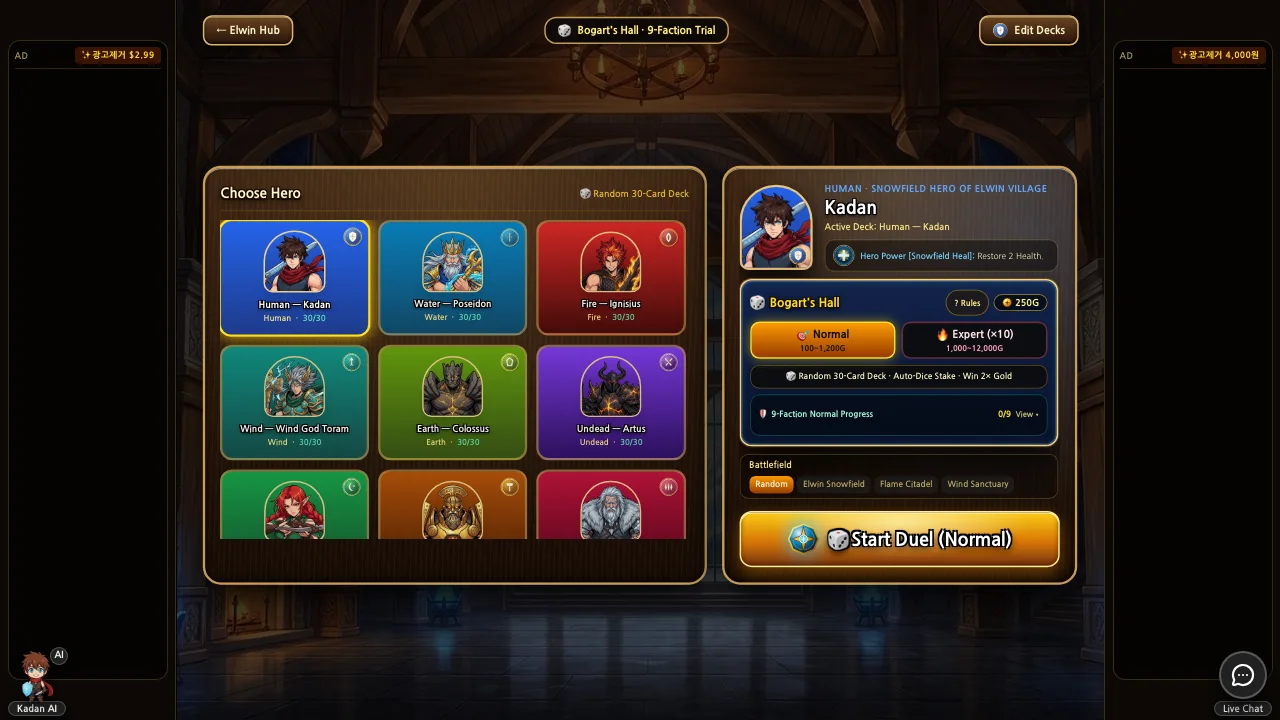 ← Elwin Hub
Bogart's Hall · 9-Faction Trial
Edit Decks
AD
광고제거 $2.99
AD
광고제거 4,000원
Choose Hero
Random 30-Card Deck
Human — Kadan
Human · 30/30
Water — Poseidon
Water · 30/30
Fire — Ignisius
Fire · 30/30
Wind — Wind God Toram
Wind · 30/30
Earth — Colossus
Earth · 30/30
Undead — Artus
Undead · 30/30
HUMAN · SNOWFIELD HERO OF ELWIN VILLAGE
Kadan
Active Deck: Human — Kadan
Hero Power [Snowfield Heal]: Restore 2 Health.
Bogart's Hall
? Rules
250G
Normal
100~1,200G
Expert (×10)
1,000~12,000G
Random 30-Card Deck · Auto-Dice Stake · Win 2× Gold
9-Faction Normal Progress
0/9 View
Battlefield
Random
Elwin Snowfield
Flame Citadel
Wind Sanctuary
Start Duel (Normal)
AI
Kadan AI
Live Chat